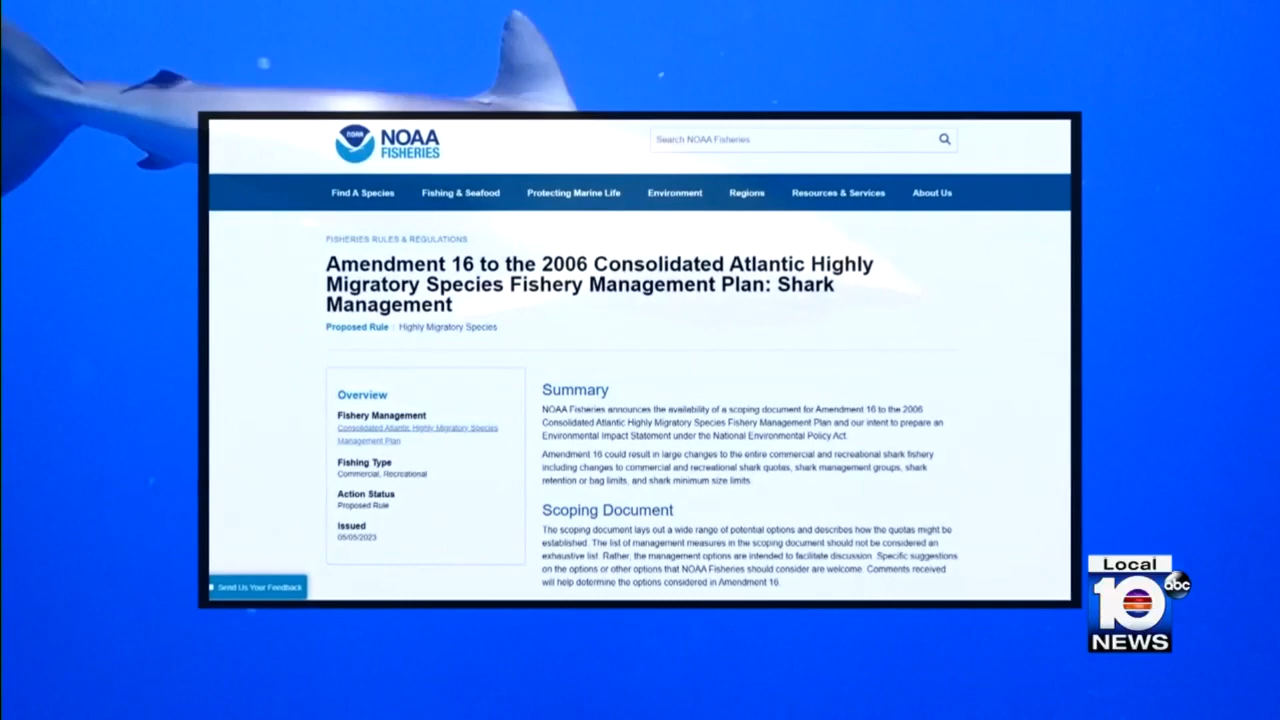 NOAA
NOAA
FISHERIES
Search NOAA Fisheries
Find A Species Fishing & Seafood Protecting Marine Life Environment Regions Resources & Services About Us
FISHERIES RULES & REGULATIONS
Amendment 16 to the 2006 Consolidated Atlantic Highly
Migratory Species Fishery Management Plan: Shark
Management
Proposed Rule | Highly Migratory Species
Overview
Fishery Management
Consolidated Atlantic Highly Migratory Species
Management Plan
Fishing Type
Commercial, Recreational
Action Status
Proposed Rule
Issued
05/05/2023
Summary
NOAA Fisheries announces the availability of a scoping document for Amendment 16 to the 2006
Consolidated Atlantic Highly Migratory Species Fishery Management Plan and our intent to prepare an
Environmental Impact Statement under the National Environmental Policy Act.
Amendment 16 could result in large changes to the entire commercial and recreational shark fishery
including changes to commercial and recreational shark quotas, shark management groups, shark
retention or bag limits, and shark minimum size limits.
Scoping Document
The scoping document lays out a wide range of potential options and describes how the quotas might be
established. The list of management measures in the scoping document should not be considered an
exhaustive list. Rather, the management options are intended to facilitate discussion. Specific suggestions
on the options or other options that NOAA Fisheries should consider are welcome. Comments received
will help determine the options considered in Amendment 16.
Send Us Your Feedback
Local
10
abc
NEWS